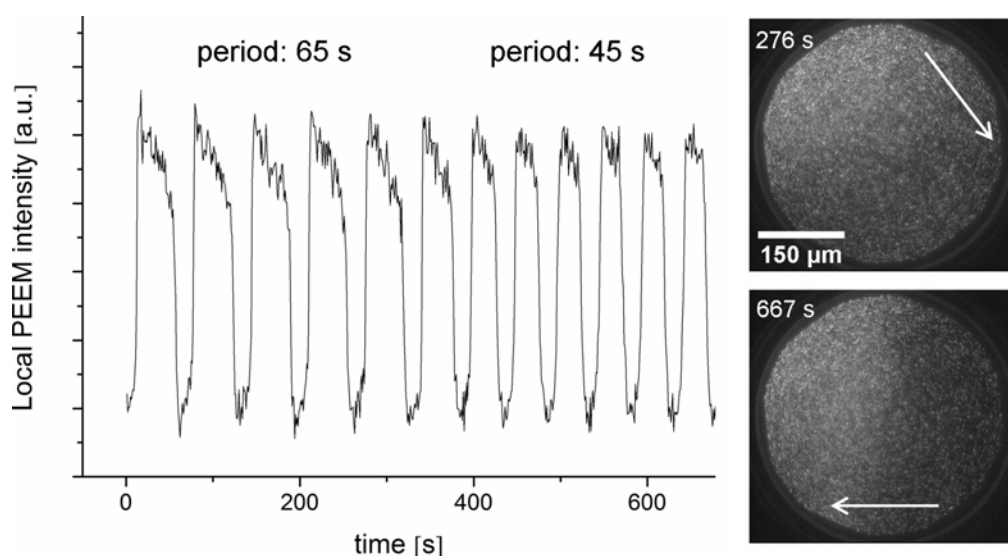 period: 65 s
period: 45 s
Local PEEM intensity [a.u.]
0
200
400
600
time [s]
276 s
150 µm
667 s